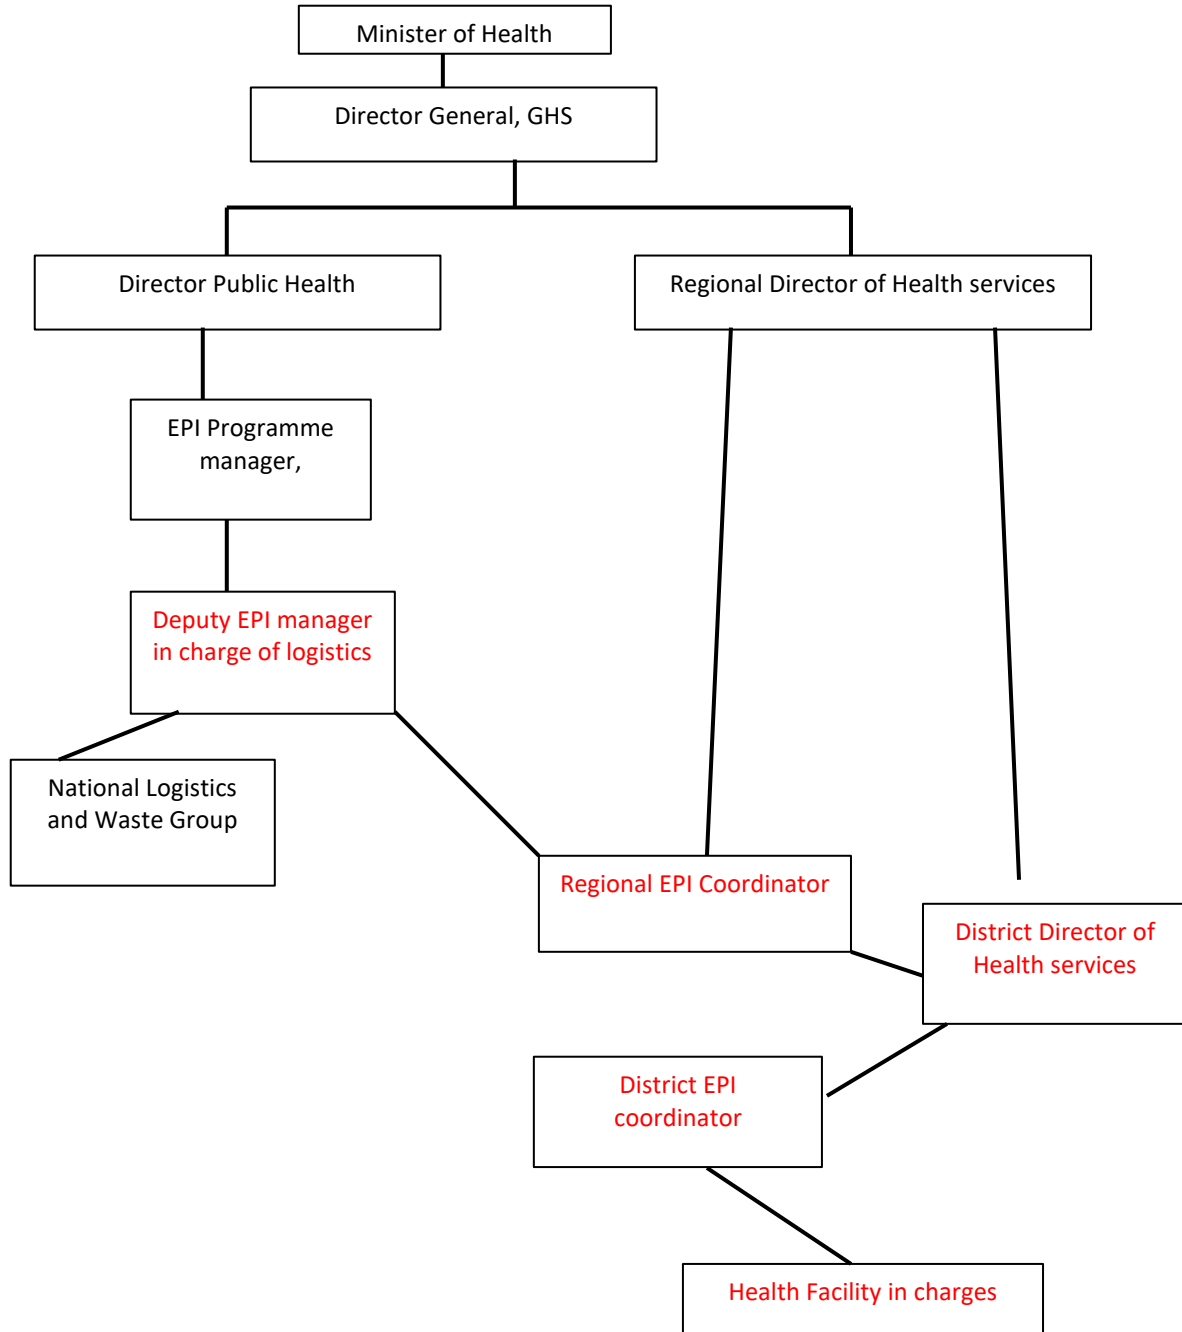 Minister of Health
Director General, GHS
Director Public Health
Regional Director of Health services
EPI Programme
manager,
Deputy EPI manager
in charge of logistics
National Logistics
and Waste Group
Regional EPI Coordinator
District Director of
Health services
District EPI
coordinator
Health Facility in charges